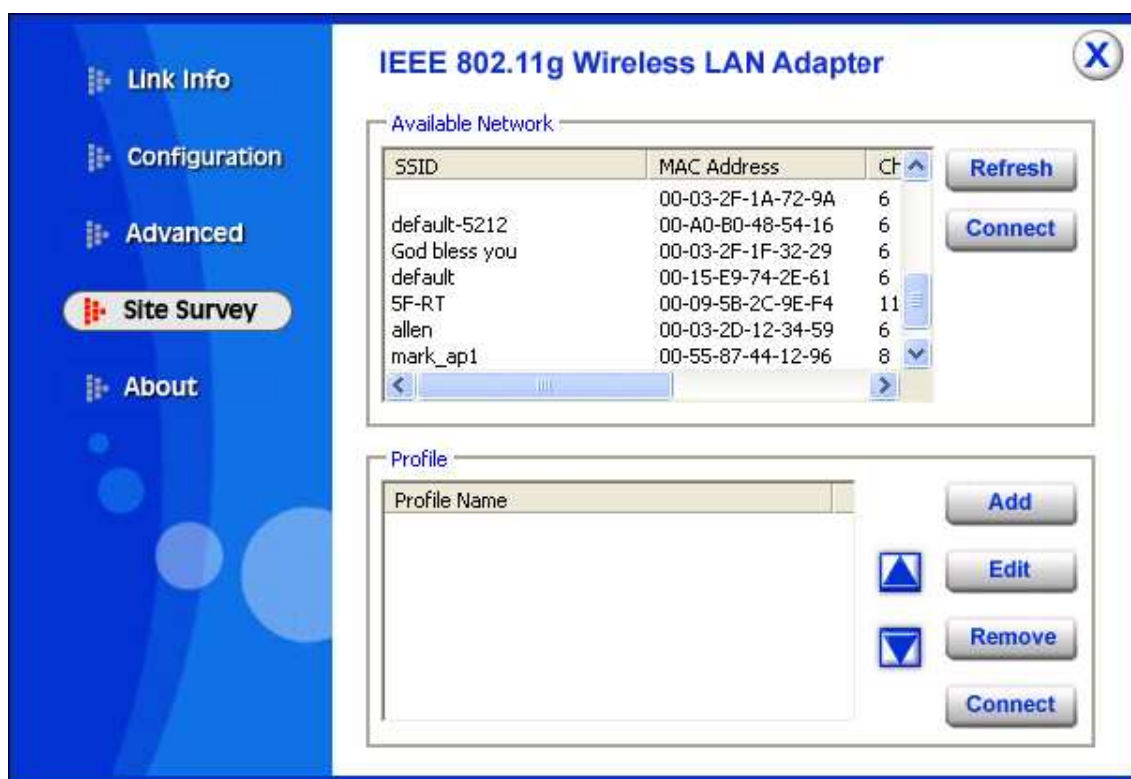 Link Info
Configuration
Advanced
Site Survey
About
IEEE 802.11g Wireless LAN Adapter
X
Available Network
SSID MAC Address Ch
00-03-2F-1A-72-9A 6
default-5212 00-A0-B0-48-54-16 6
God bless you 00-03-2F-1F-32-29 6
default 00-15-E9-74-2E-61 6
5F-RT 00-09-5B-2C-9E-F4 11
allen 00-03-2D-12-34-59 6
mark_ap1 00-55-87-44-12-96 8
Refresh
Connect
Profile
Profile Name
Add
Edit
Remove
Connect